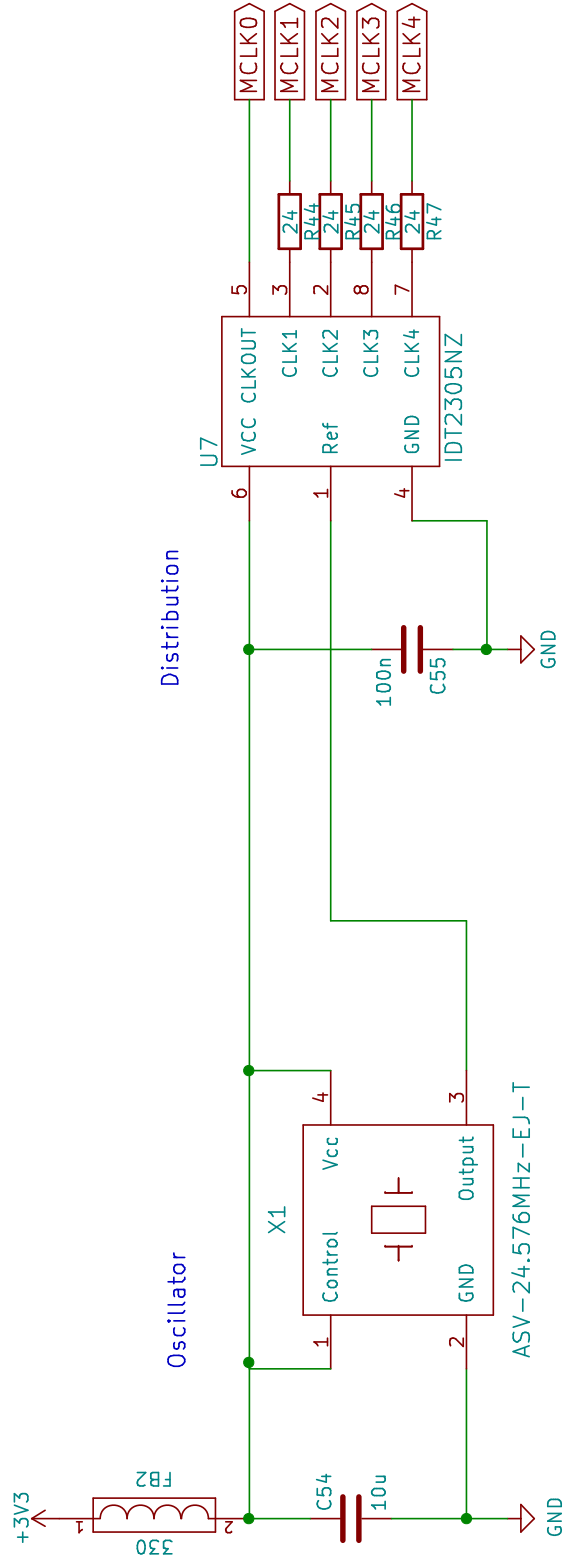 +3V3
1
FB2
330
2
C54
10u
GND
Oscillator
X1
1
Control
Vcc
4
2
GND
Output
3
ASV-24.576MHz-EJ-T
Distribution
100n
C55
GND
U7
6
VCC
CLKOUT
5
CLK1
3
24
R44
1
Ref
CLK2
2
24
R45
CLK3
8
24
R46
4
GND
CLK4
7
24
R47
IDT2305NZ
MCLK0
MCLK1
MCLK2
MCLK3
MCLK4